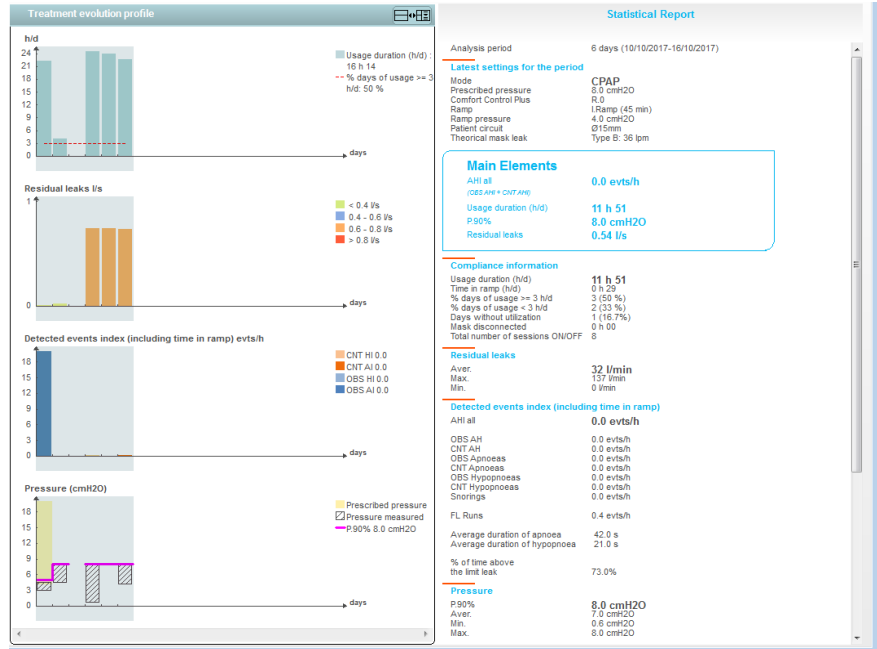 Treatment evolution profile
h/d
24
21
18
15
12
9
6
3
0
days
Usage duration (h/d) :
16 h 14
% days of usage >= 3
h/d: 50 %
Residual leaks l/s
1
0
days
< 0.4 l/s
0.4 - 0.6 l/s
0.6 - 0.8 l/s
> 0.8 l/s
Detected events index (including time in ramp) evts/h
18
15
12
9
6
3
0
days
CNT HI 0.0
CNT AI 0.0
OBS HI 0.0
OBS AI 0.0
Pressure (cmH2O)
18
15
12
9
6
3
0
days
Prescribed pressure
Pressure measured
P.90% 8.0 cmH2O
Statistical Report
Analysis period 6 days (10/10/2017-16/10/2017)
Latest settings for the period
Mode CPAP
Prescribed pressure 8.0 cmH2O
Comfort Control Plus R.0
Ramp I.Ramp (45 min)
Ramp pressure 4.0 cmH2O
Patient circuit Ø15mm
Theorical mask leak Type B: 36 lpm
Main Elements
AHI all 0.0 evts/h
(OBS AHI + CNT AHI)
Usage duration (h/d) 11 h 51
P.90% 8.0 cmH2O
Residual leaks 0.54 l/s
Compliance information
Usage duration (h/d) 11 h 51
Time in ramp (h/d) 0 h 29
% days of usage >= 3 h/d 3 (50 %)
% days of usage < 3 h/d 2 (33 %)
Days without utilization 1 (16.7%)
Mask disconnected 0 h 00
Total number of sessions ON/OFF 8
Residual leaks
Aver. 32 l/min
Max. 137 l/min
Min. 0 l/min
Detected events index (including time in ramp)
AHI all 0.0 evts/h
OBS AH 0.0 evts/h
CNT AH 0.0 evts/h
OBS Apnoeas 0.0 evts/h
CNT Apnoeas 0.0 evts/h
OBS Hypopnoeas 0.0 evts/h
CNT Hypopnoeas 0.0 evts/h
Snorings 0.0 evts/h
FL Runs 0.4 evts/h
Average duration of apnoea 42.0 s
Average duration of hypopnoea 21.0 s
% of time above
the limit leak 73.0%
Pressure
P.90% 8.0 cmH2O
Aver. 7.0 cmH2O
Min. 0.6 cmH2O
Max. 8.0 cmH2O